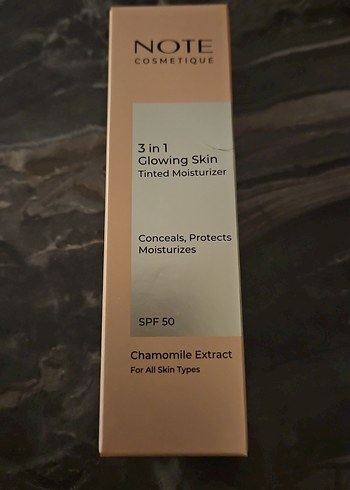 NOTE
COSMETIQUE
3 in 1
Glowing Skin
Tinted Moisturizer
Conceals, Protects
Moisturizes
SPF 50
Chamomile Extract
For All Skin Types